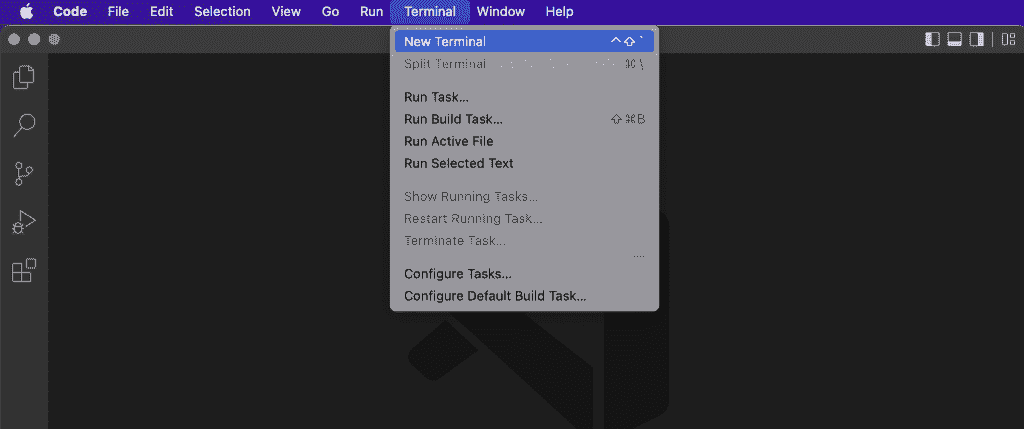 Code File Edit Selection View Go Run Terminal Window Help
New Terminal ^⇧`
Split Terminal ⌘\
Run Task...
Run Build Task... ⇧⌘B
Run Active File
Run Selected Text
Show Running Tasks...
Restart Running Task...
Terminate Task...
Configure Tasks...
Configure Default Build Task...